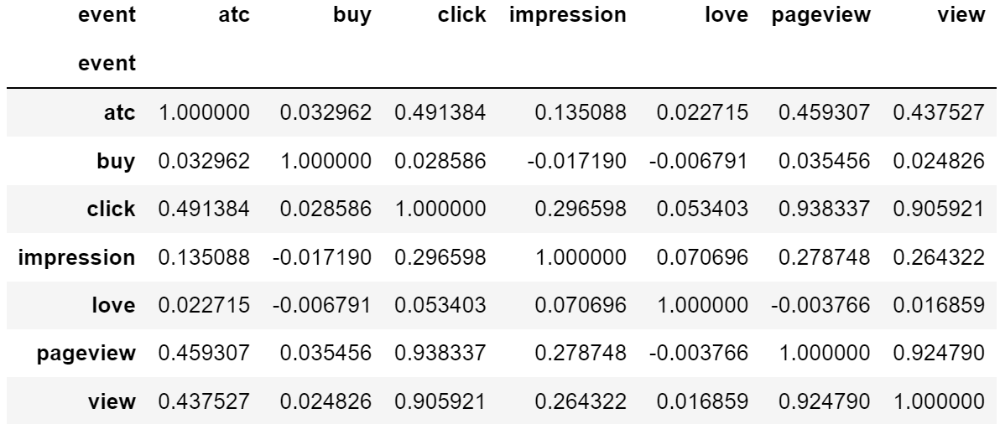 event atc buy click impression love pageview view
event
atc 1.000000 0.032962 0.491384 0.135088 0.022715 0.459307 0.437527
buy 0.032962 1.000000 0.028586 -0.017190 -0.006791 0.035456 0.024826
click 0.491384 0.028586 1.000000 0.296598 0.053403 0.938337 0.905921
impression 0.135088 -0.017190 0.296598 1.000000 0.070696 0.278748 0.264322
love 0.022715 -0.006791 0.053403 0.070696 1.000000 -0.003766 0.016859
pageview 0.459307 0.035456 0.938337 0.278748 -0.003766 1.000000 0.924790
view 0.437527 0.024826 0.905921 0.264322 0.016859 0.924790 1.000000